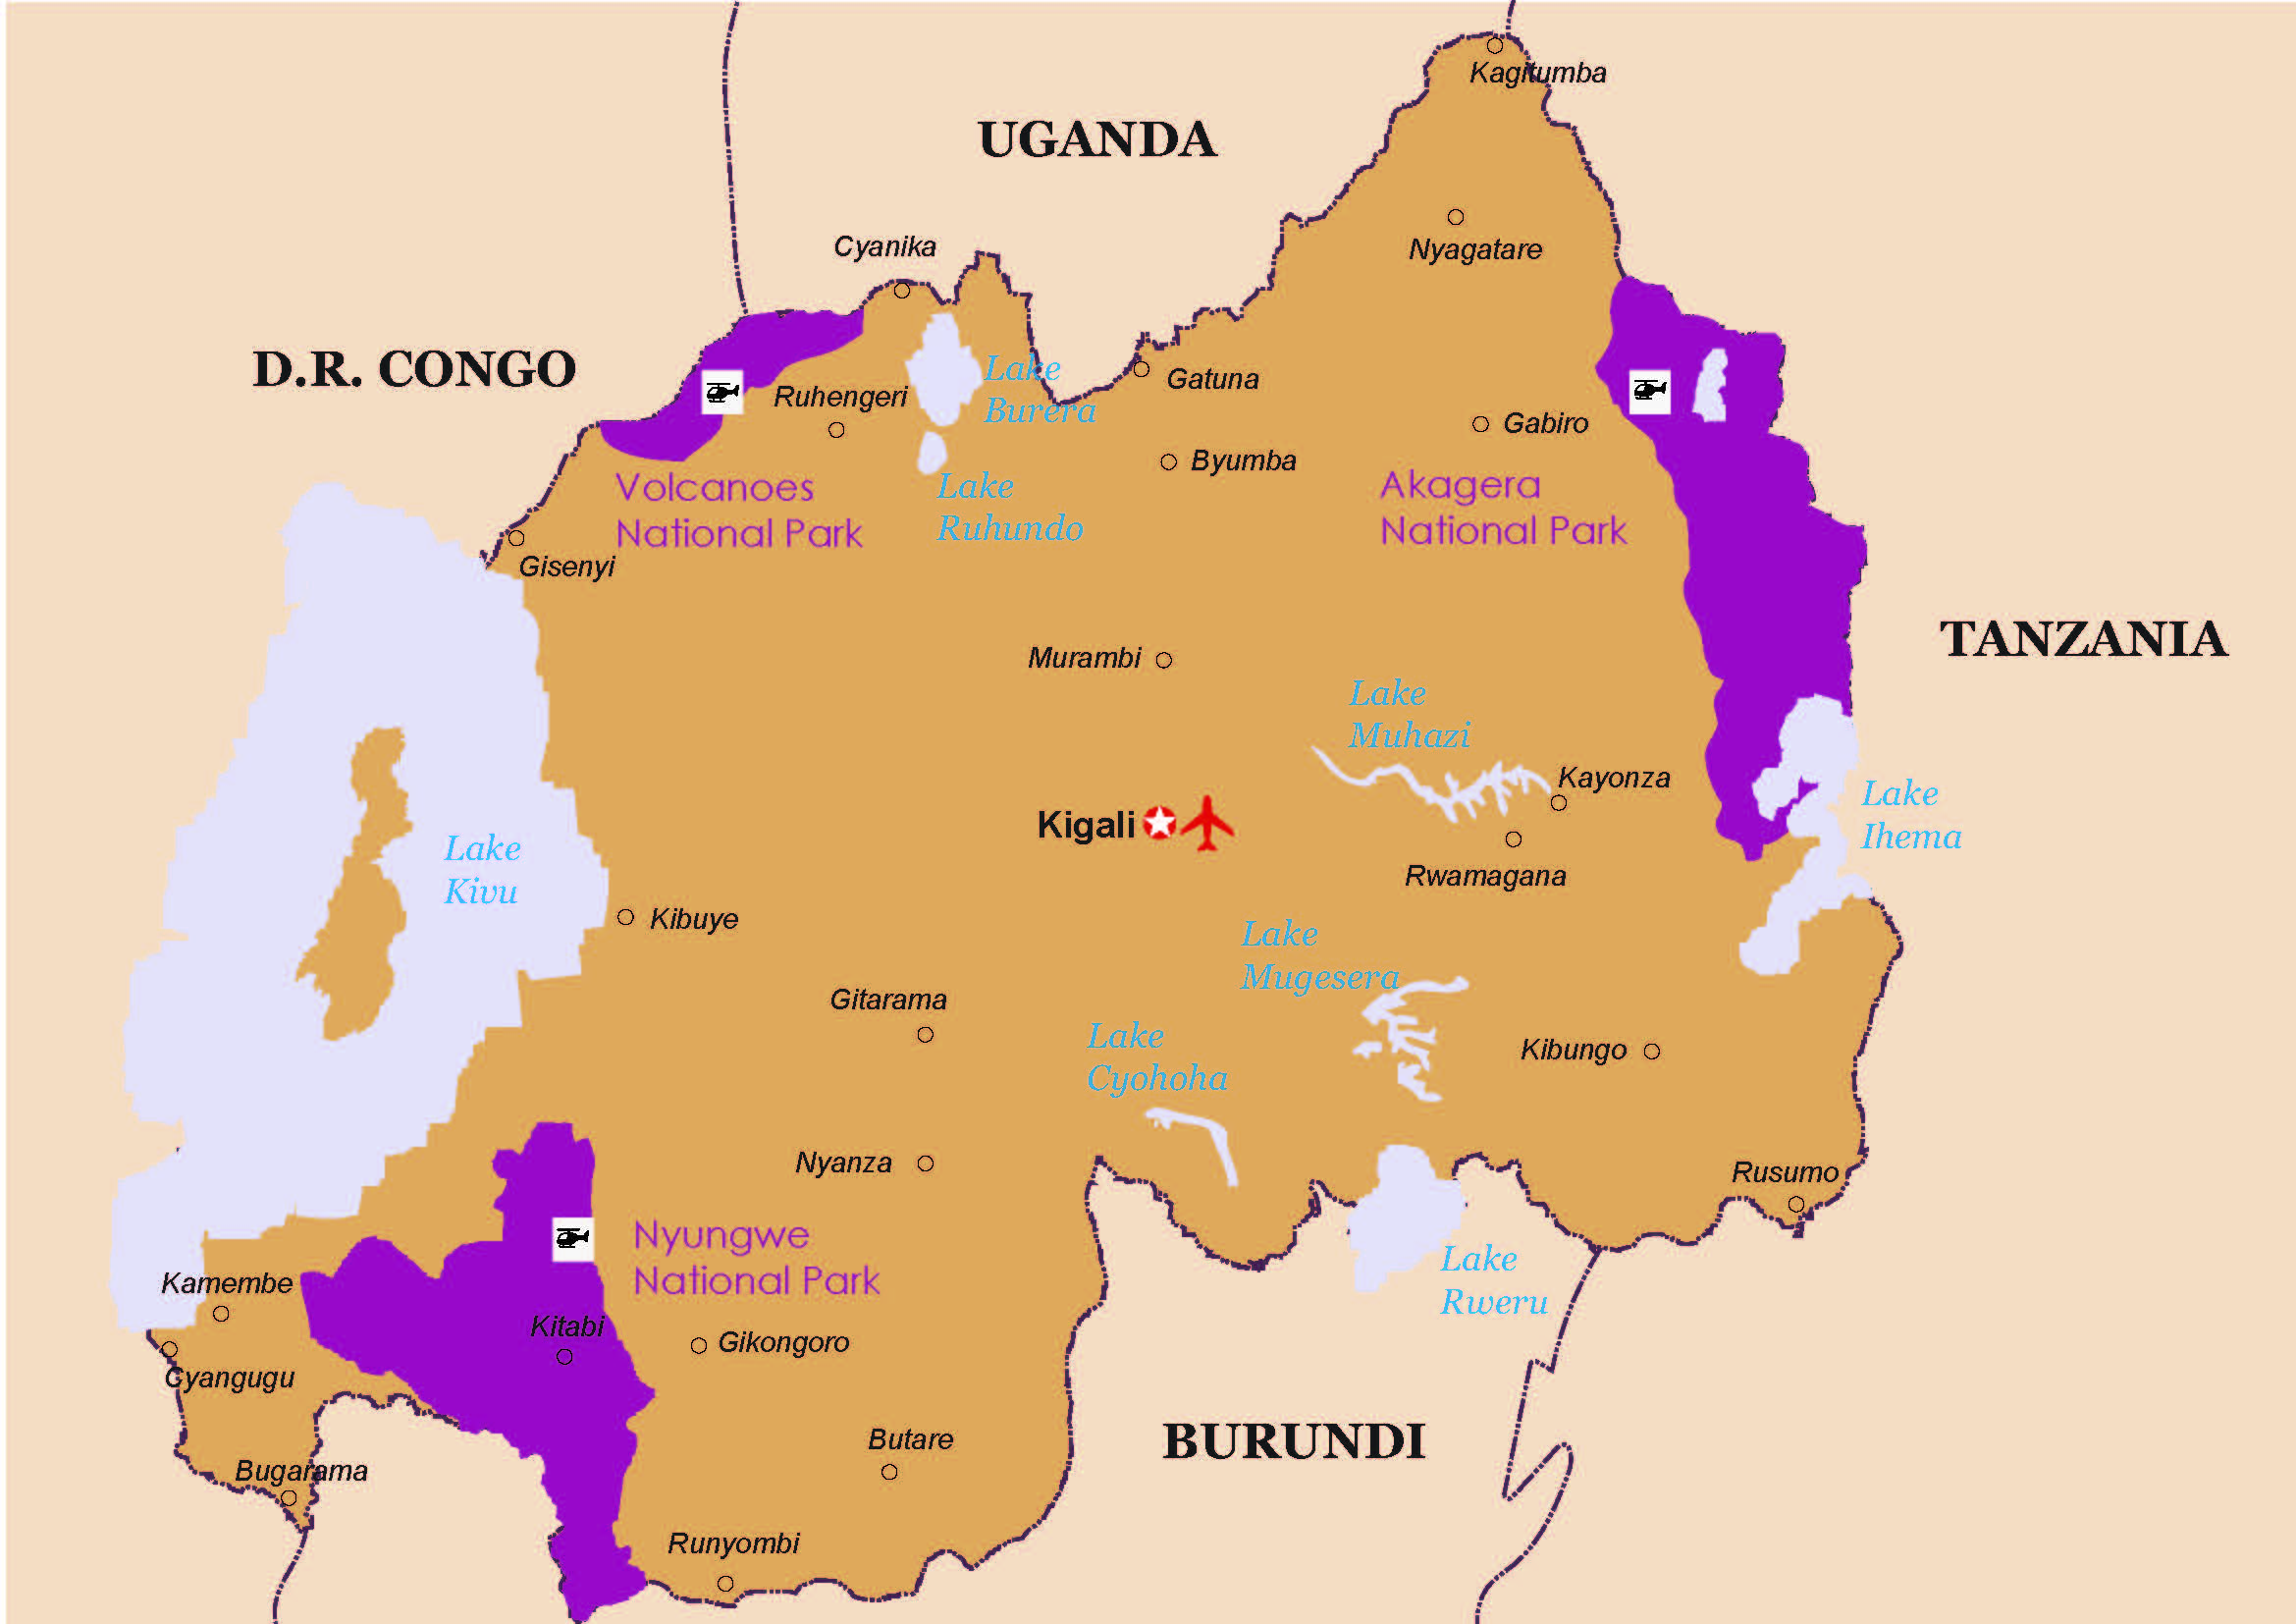 Kagitumba
UGANDA
Nyagatare
Cyanika
D.R. CONGO
Lake
Burera
Gatuna
Ruhengeri
Gabiro
Byumba
Volcanoes
National Park
Lake
Ruhundo
Akagera
National Park
Gisenyi
TANZANIA
Murambi
Lake
Muhazi
Kayonza
Lake
Ihema
Kigali
Lake
Kivu
Rwamagana
Kibuye
Lake
Mugesera
Gitarama
Lake
Cyohoha
Kibungo
Nyanza
Rusumo
Nyungwe
National Park
Lake
Rweru
Kamembe
Kitabi
Gikongoro
Cyangugu
BURUNDI
Butare
Bugarama
Runyombi